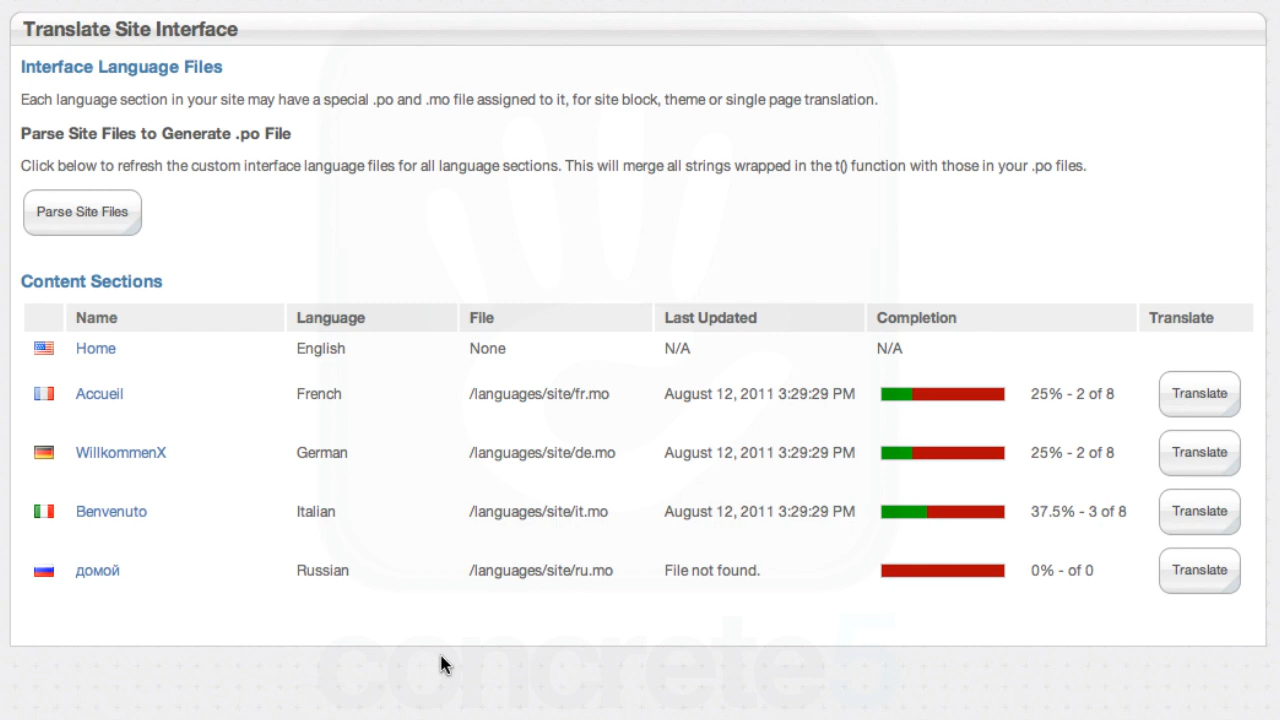 Translate Site Interface
Interface Language Files
Each language section in your site may have a special .po and .mo file assigned to it, for site block, theme or single page translation.
Parse Site Files to Generate .po File
Click below to refresh the custom interface language files for all language sections. This will merge all strings wrapped in the t() function with those in your .po files.
Parse Site Files
Content Sections
Name Language File Last Updated Completion Translate
Home English None N/A N/A
Accueil French /languages/site/fr.mo August 12, 2011 3:29:29 PM 25% - 2 of 8 Translate
WillkommenX German /languages/site/de.mo August 12, 2011 3:29:29 PM 25% - 2 of 8 Translate
Benvenuto Italian /languages/site/it.mo August 12, 2011 3:29:29 PM 37.5% - 3 of 8 Translate
домой Russian /languages/site/ru.mo File not found. 0% - of 0 Translate
concrete5